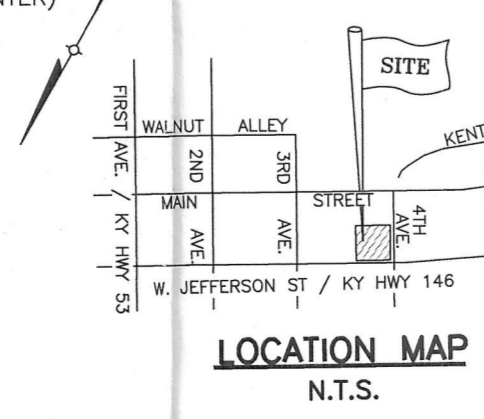 NTER)
SITE
KENT
FIRST AVE. / KY HWY 53
WALNUT ALLEY
2ND AVE.
3RD AVE.
MAIN STREET
4TH AVE.
W. JEFFERSON ST / KY HWY 146
LOCATION MAP
N.T.S.